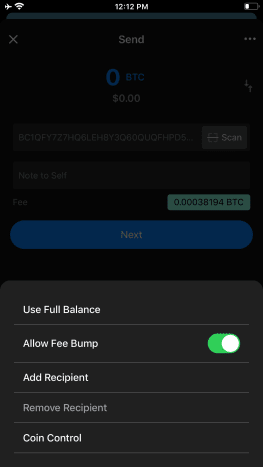 12:12 PM
Send
0 BTC
$0.00
Scan
Note to Self
Fee
0.00038194 BTC
Next
Use Full Balance
Allow Fee Bump
Add Recipient
Remove Recipient
Coin Control